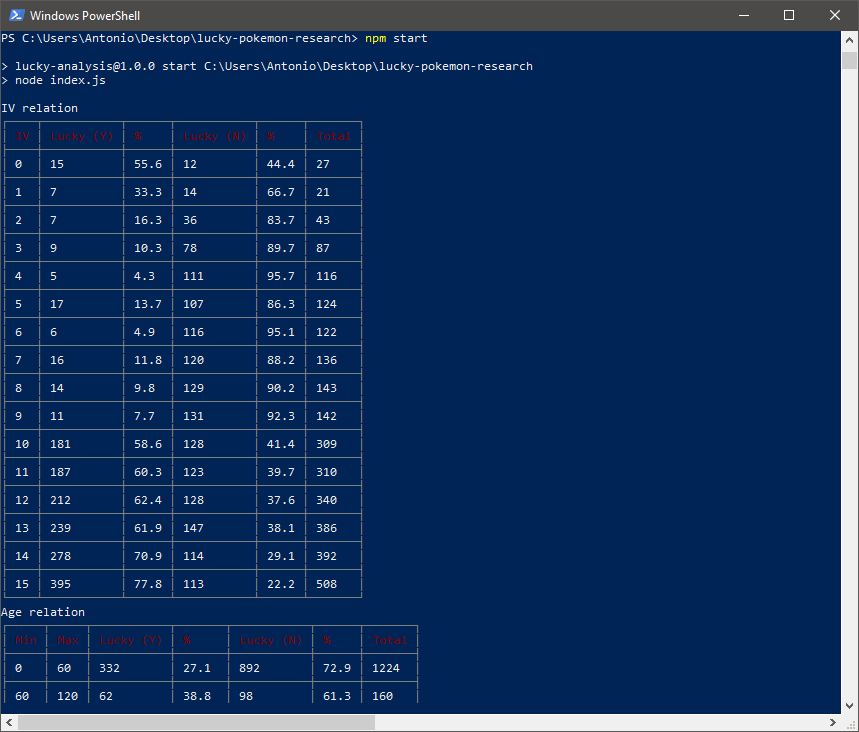 Windows PowerShell
PS C:\Users\Antonio\Desktop\lucky-pokemon-research> npm start
> lucky-analysis@1.0.0 start C:\Users\Antonio\Desktop\lucky-pokemon-research
> node index.js
IV relation
IV Lucky (Y) % Lucky (N) % Total
0 15 55.6 12 44.4 27
1 7 33.3 14 66.7 21
2 7 16.3 36 83.7 43
3 9 10.3 78 89.7 87
4 5 4.3 111 95.7 116
5 17 13.7 107 86.3 124
6 6 4.9 116 95.1 122
7 16 11.8 120 88.2 136
8 14 9.8 129 90.2 143
9 11 7.7 131 92.3 142
10 181 58.6 128 41.4 309
11 187 60.3 123 39.7 310
12 212 62.4 128 37.6 340
13 239 61.9 147 38.1 386
14 278 70.9 114 29.1 392
15 395 77.8 113 22.2 508
Age relation
Min Max Lucky (Y) % Lucky (N) % Total
0 60 332 27.1 892 72.9 1224
60 120 62 38.8 98 61.3 160